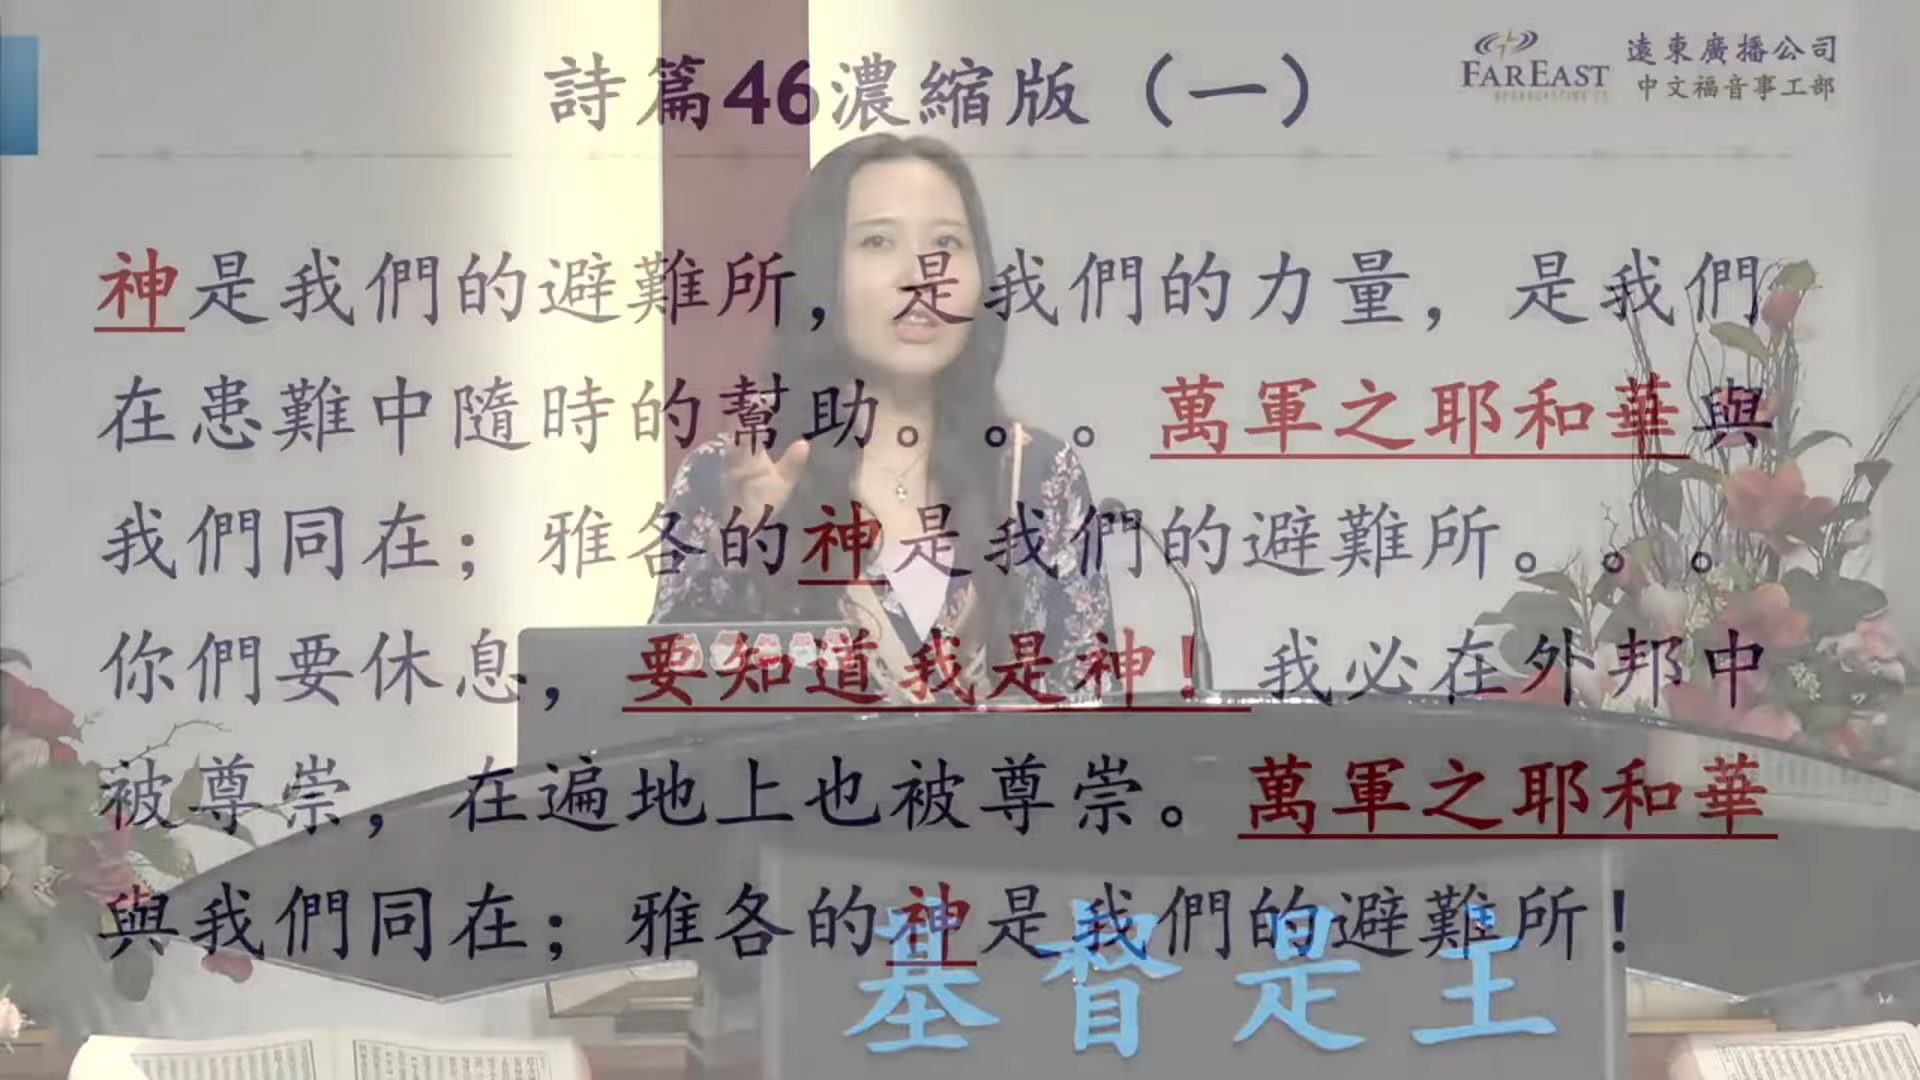 詩篇46濃縮版（一）
FAREAST
BROADCASTING CO
遠東廣播公司
中文福音事工部
神是我們的避難所，是我們的力量，是我們
在患難中隨時的幫助。。。萬軍之耶和華與
我們同在；雅各的神是我們的避難所。。。
你們要休息，要知道我是神！我必在外邦中
被尊崇，在遍地上也被尊崇。萬軍之耶和華
與我們同在；雅各的神是我們的避難所！
基督是王